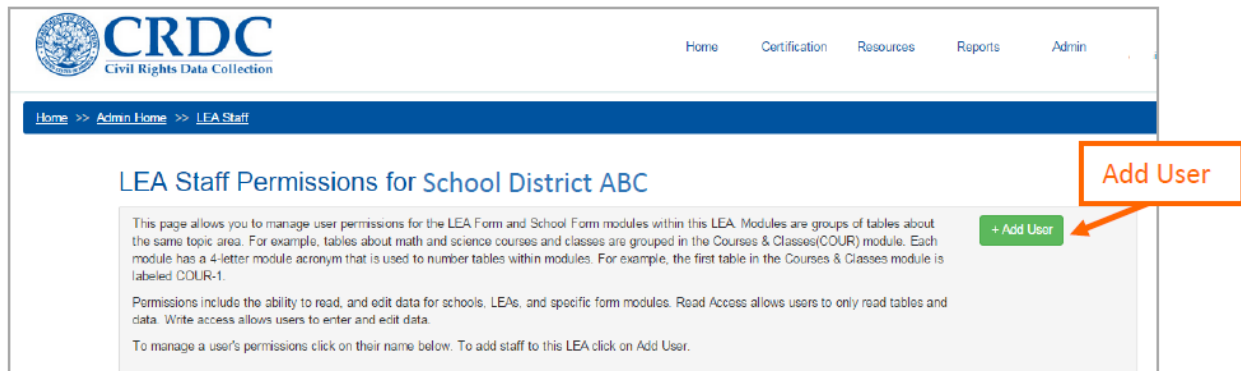 CRDC
Civil Rights Data Collection
Home Certification Resources Reports Admin
Home >> Admin Home >> LEA Staff
LEA Staff Permissions for School District ABC
Add User
This page allows you to manage user permissions for the LEA Form and School Form modules within this LEA. Modules are groups of tables about
the same topic area. For example, tables about math and science courses and classes are grouped in the Courses & Classes(COUR) module. Each
module has a 4-letter module acronym that is used to number tables within modules. For example, the first table in the Courses & Classes module is
labeled COUR-1.
+ Add User
Permissions include the ability to read, and edit data for schools, LEAs, and specific form modules. Read Access allows users to only read tables and
data. Write access allows users to enter and edit data.
To manage a user's permissions click on their name below. To add staff to this LEA click on Add User.